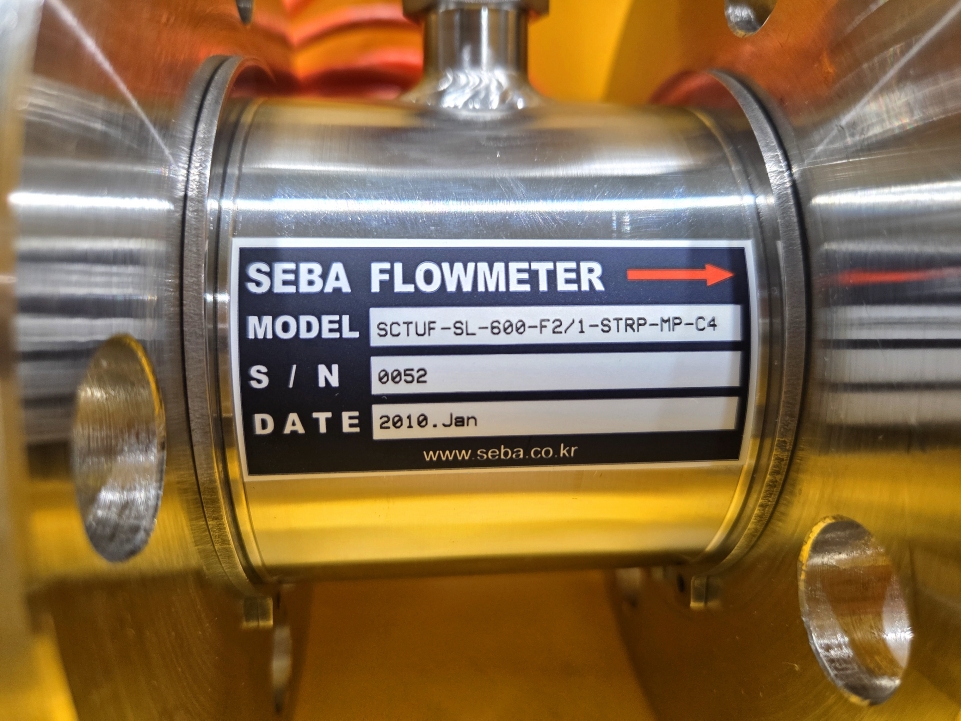 SEBA FLOWMETER
MODEL SCTUF-SL-600-F2/1-STRP-MP-C4
S / N 0052
DATE 2010.Jan
www.seba.co.kr